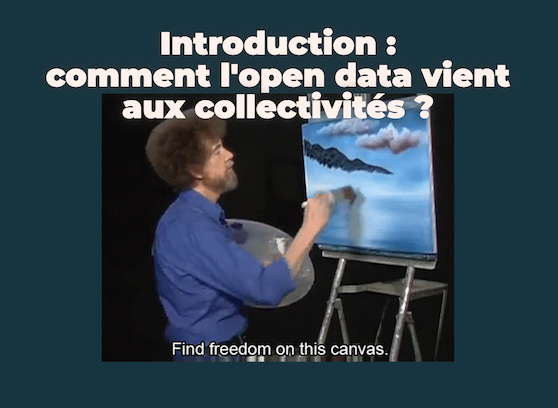 Introduction :
comment l'open data vient
aux collectivités ?
Find freedom on this canvas.